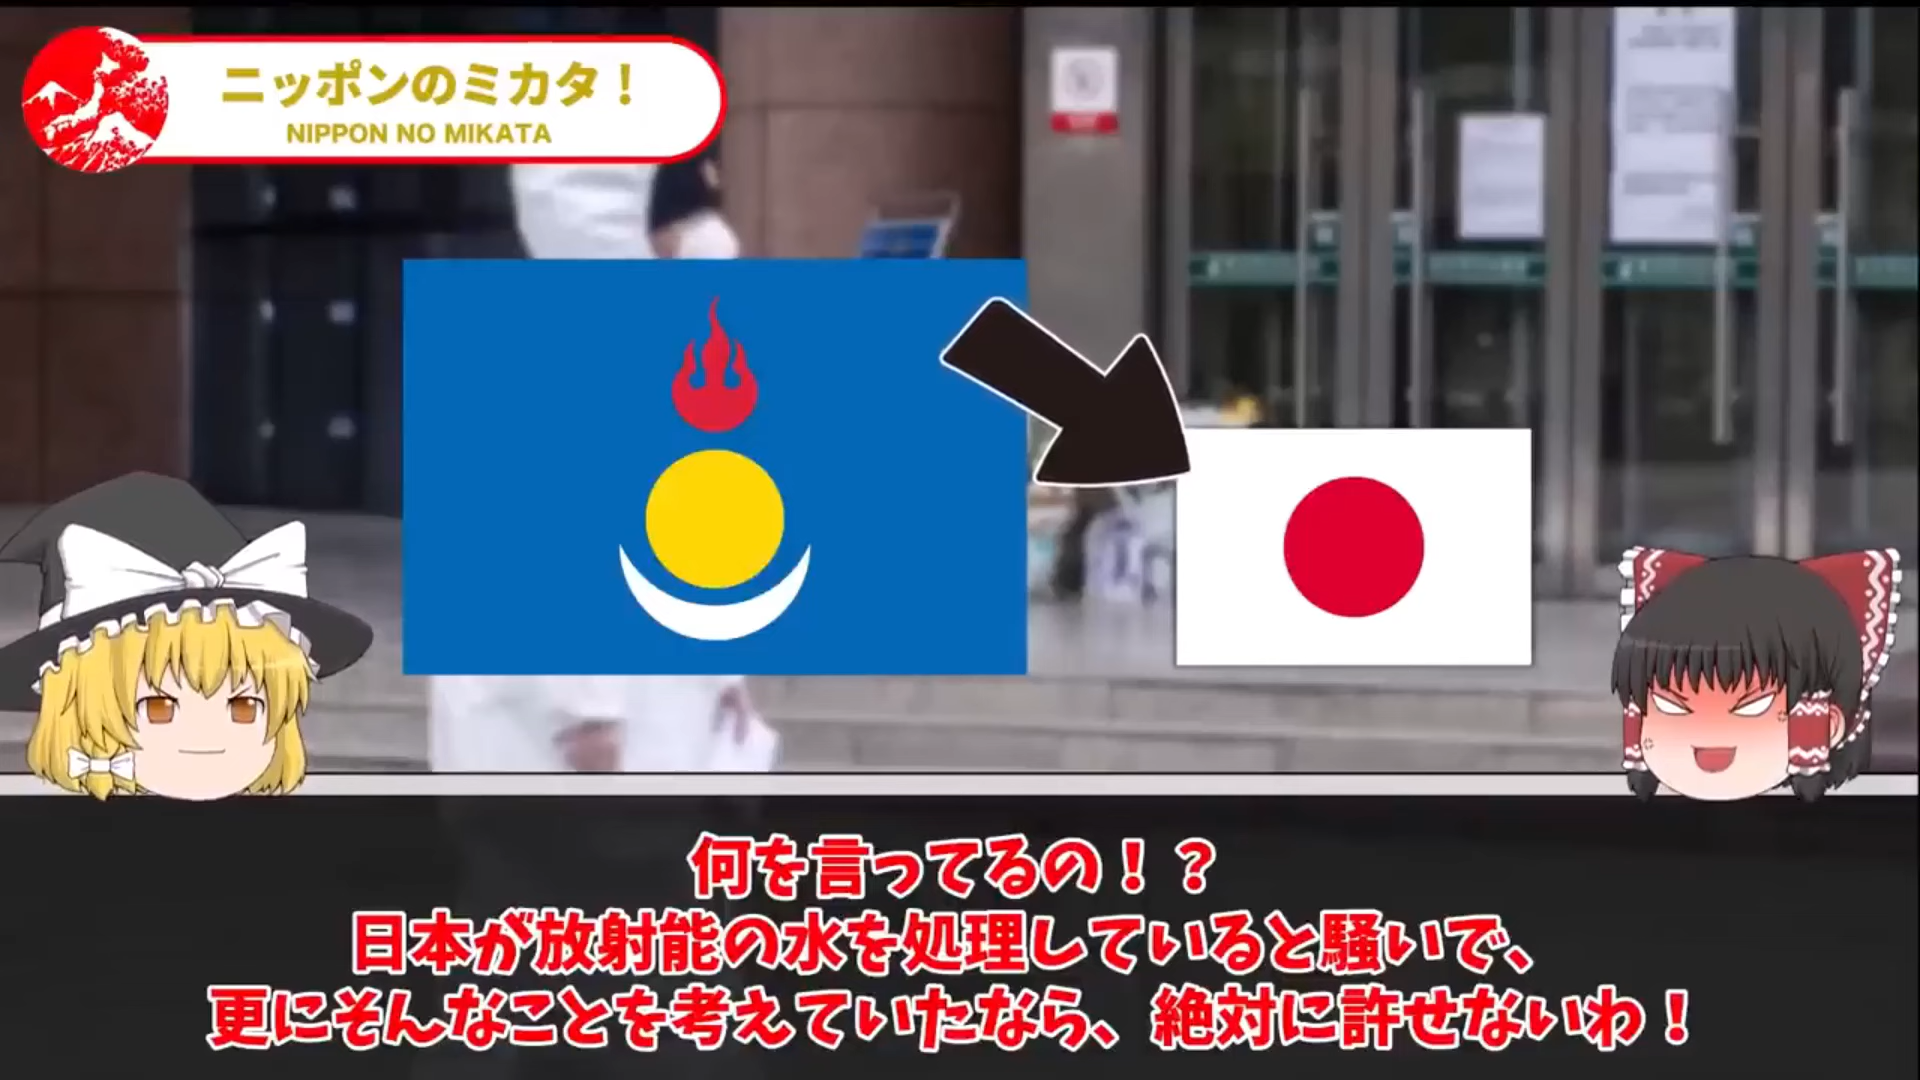 ニッポンのミカタ！
NIPPON NO MIKATA
何を言ってるの！？
日本が放射能の水を処理していると騒いで、
更にそんなことを考えていたなら、絶対に許せないわ！